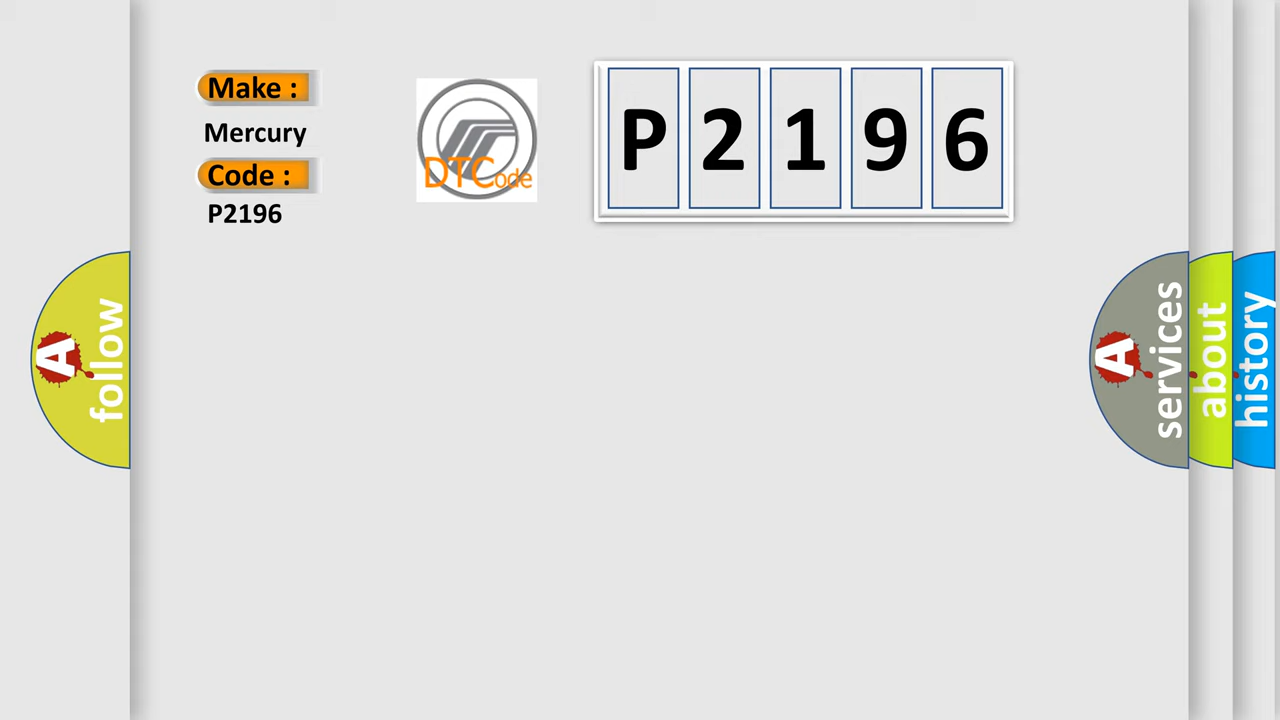 Make :
Mercury
Code :
P2196
DTCode
P 2 1 9 6
A follow
A services
about
history